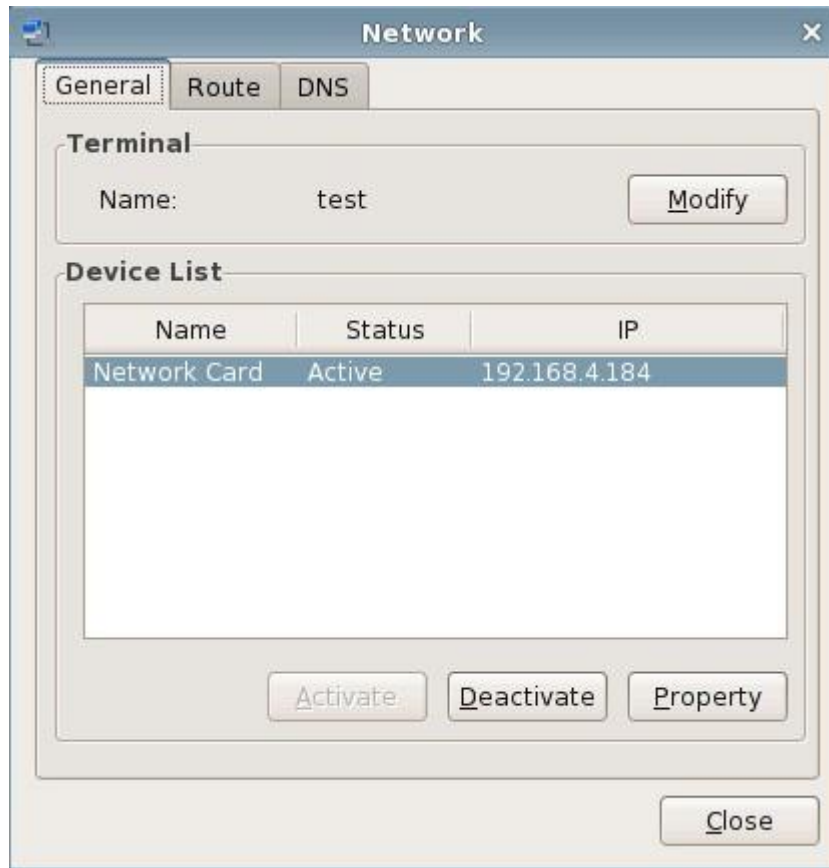 Network
General Route DNS
Terminal
Name: test Modify
Device List
Name Status IP
Network Card Active 192.168.4.184
Activate Deactivate Property
Close